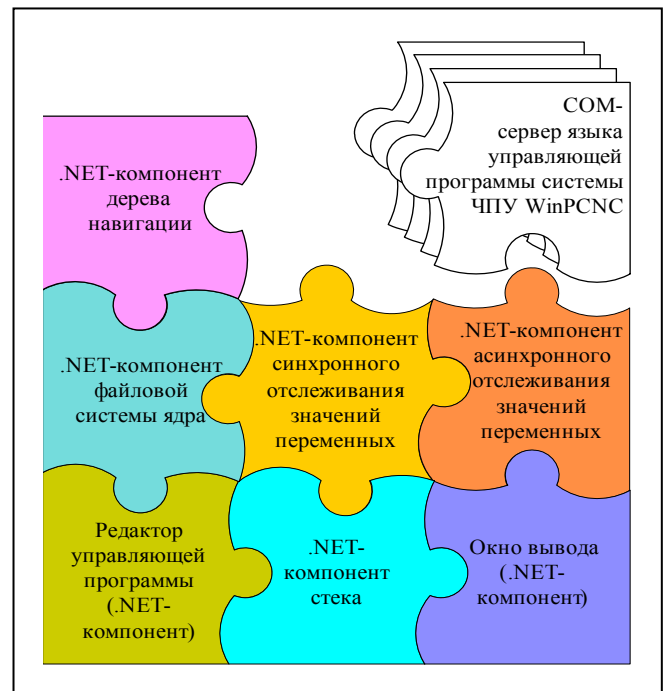 COM-
сервер языка
управляющей
программы системы
ЧПУ WinPCNC
.NET-компонент
дерева
навигации
.NET-компонент
файловой
системы ядра
.NET-компонент
синхронного
отслеживания
значений
переменных
.NET-компонент
асинхронного
отслеживания
значений
переменных
Редактор
управляющей
программы
(.NET-
компонент)
.NET-
компонент
стека
Окно вывода
(.NET-
компонент)